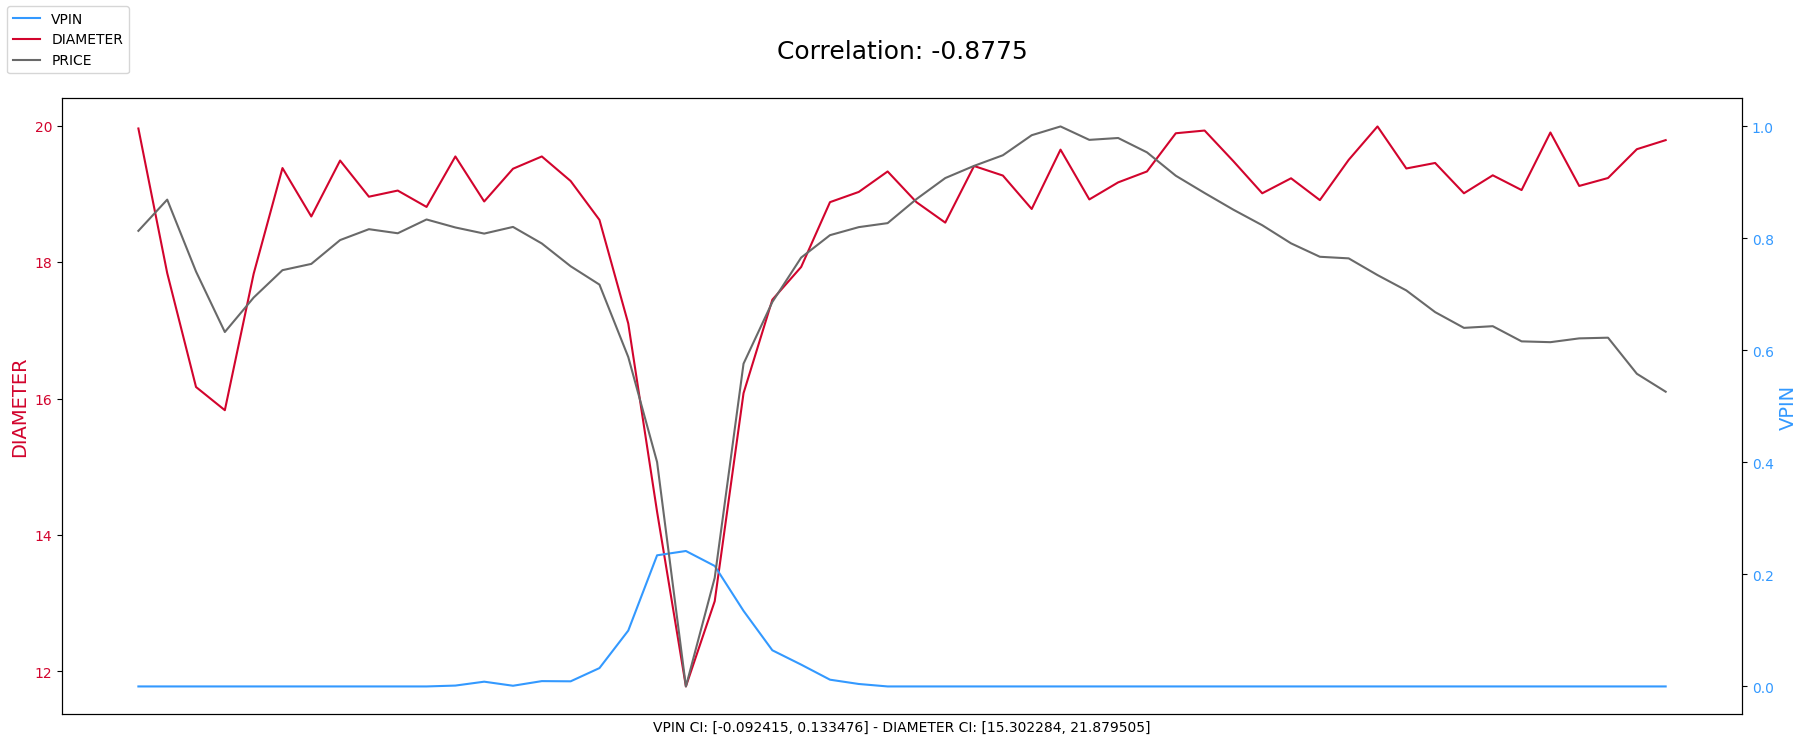 VPIN
DIAMETER
PRICE
Correlation: -0.8775
DIAMETER
20
18
16
14
12
1.0
0.8
0.6
0.4
0.2
0.0
VPIN
VPIN CI: [-0.092415, 0.133476] - DIAMETER CI: [15.302284, 21.879505]